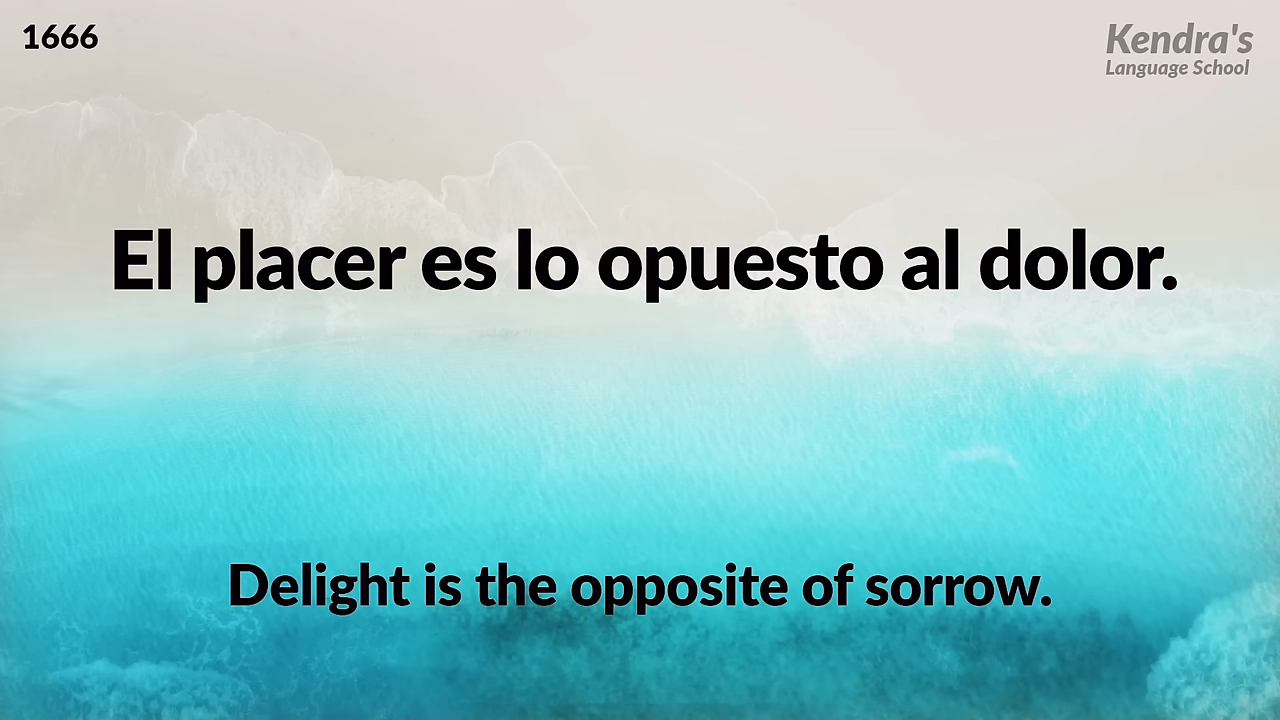 1666
Kendra's
Language School
El placer es lo opuesto al dolor.
Delight is the opposite of sorrow.